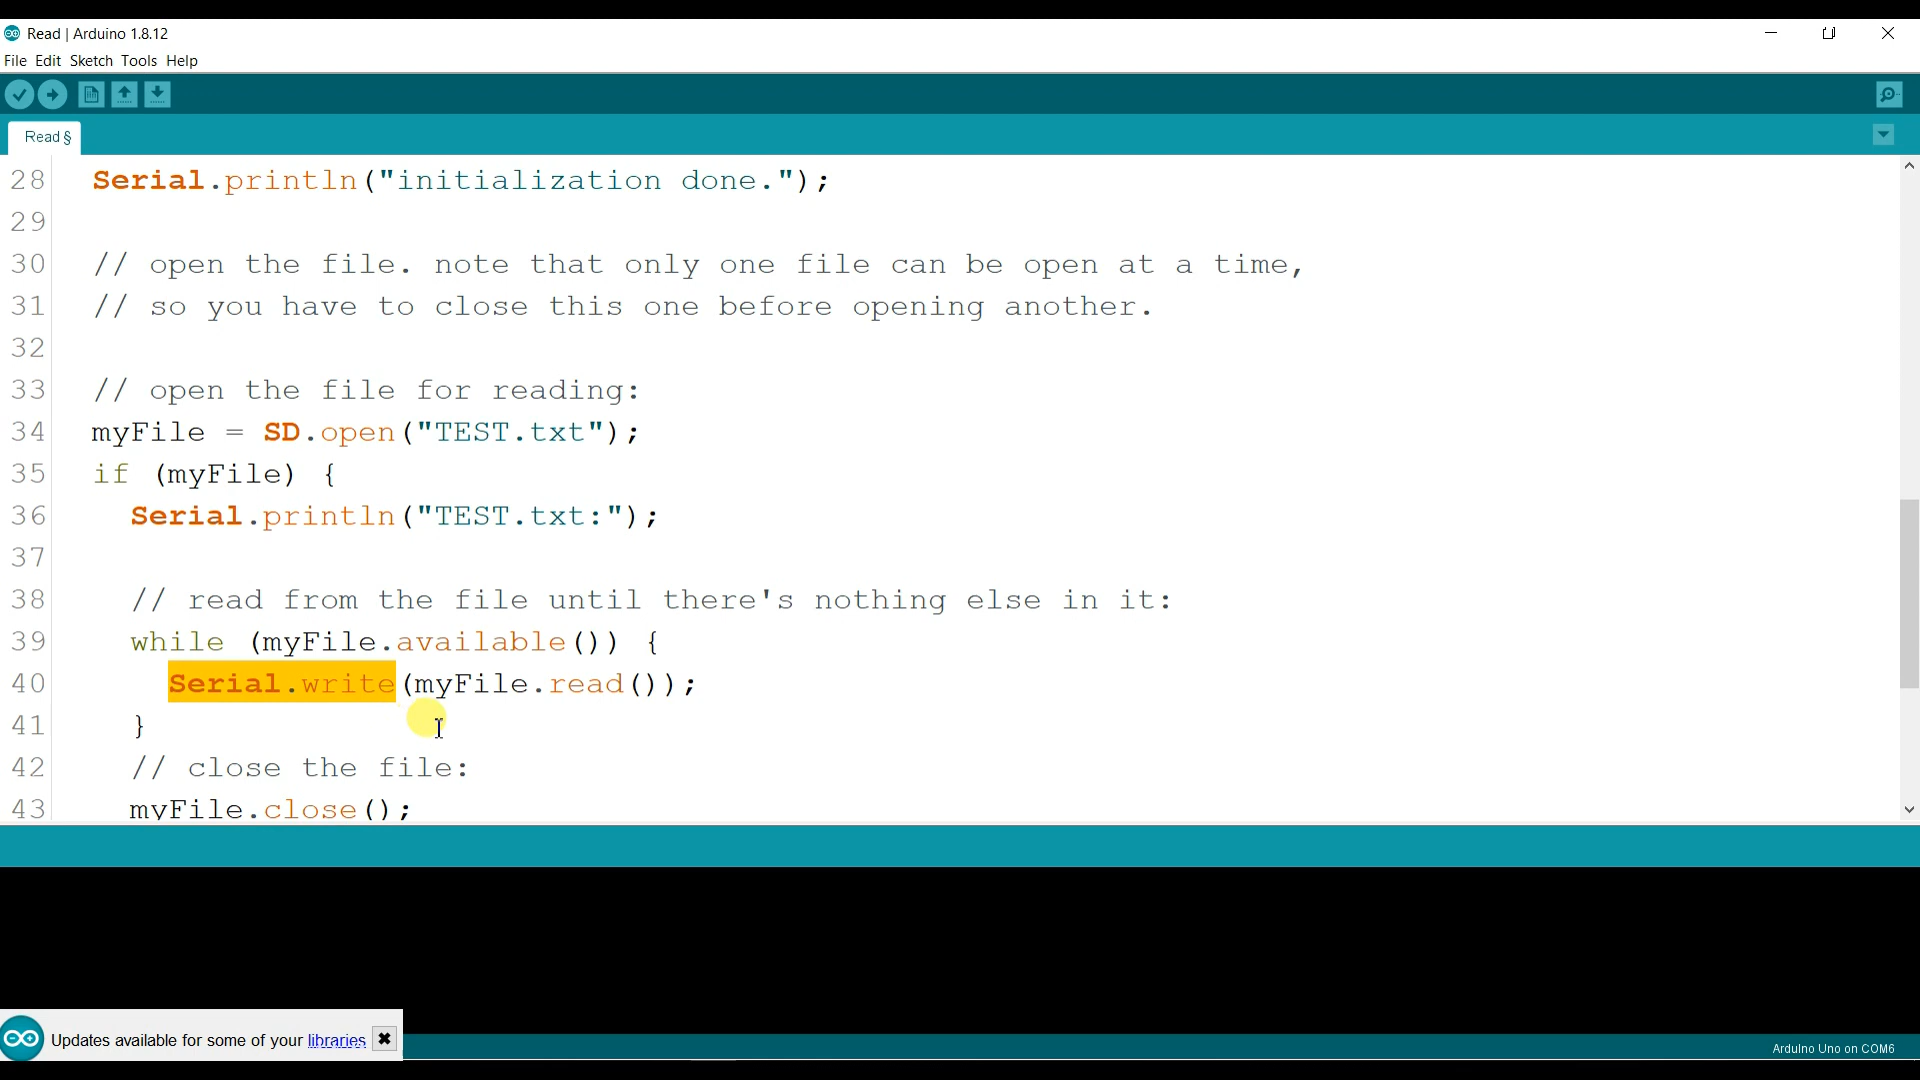 Read | Arduino 1.8.12
File Edit Sketch Tools Help
Read §
28 Serial.println("initialization done.");
29
30 // open the file. note that only one file can be open at a time,
31 // so you have to close this one before opening another.
32
33 // open the file for reading:
34 myFile = SD.open("TEST.txt");
35 if (myFile) {
36 Serial.println("TEST.txt:");
37
38 // read from the file until there's nothing else in it:
39 while (myFile.available()) {
40 Serial.write(myFile.read());
41 }
42 // close the file:
43 myFile.close();
Updates available for some of your libraries
Arduino Uno on COM6